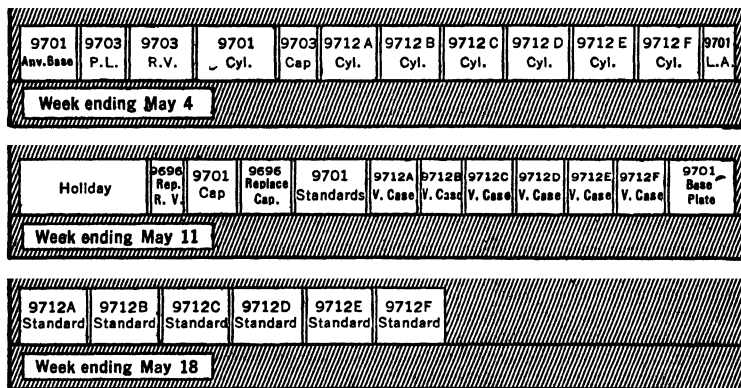 9701 9703 9703 9701 9703 9712 A 9712 B 9712 C 9712 D 9712 E 9712 F 9701
Anv. Base P.L. R.V. Cyl. Cap Cyl. Cyl. Cyl. Cyl. Cyl. Cyl. L.A.
Week ending May 4
Holiday
9696 Rep. R. V.
9701 Cap
9696 Replace Cap.
9701 Standards
9712A V. Case
9712B V. Case
9712C V. Case
9712D V. Case
9712E V. Case
9712F V. Case
9701 Base Plate
Week ending May 11
9712A 9712B 9712C 9712D 9712E 9712F
Standard Standard Standard Standard Standard Standard
Week ending May 18